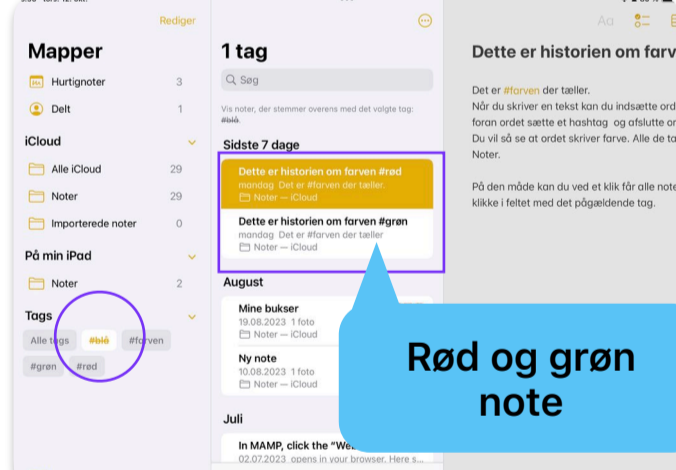 Rediger
Mapper
Hurtignoter 3
Delt 1
iCloud
Alle iCloud 29
Noter 29
Importerede noter 0
På min iPad
Noter 2
Tags
Alle tags #blå #farven
#grøn #rød
1 tag
Søg
Vis noter, der stemmer overens med det valgte tag:
#blå.
Sidste 7 dage
Dette er historien om farven #rød
mandag Det er #farven der tæller.
Noter — iCloud
Dette er historien om farven #grøn
mandag Det er #farven der tæller
Noter — iCloud
August
Mine bukser
19.08.2023 1 foto
Noter — iCloud
Ny note
10.08.2023 1 foto
Noter — iCloud
Juli
In MAMP, click the “We
02.07.2023 opens in your browser. Here s...
Aa
Dette er historien om farv
Det er #forven der tæller.
Når du skriver en tekst kan du indsætte ord
foran ordet sætte et hashtag og afslutte or
Du vil så se at ordet skriver farve. Alle de ta
Noter.
På den måde kan du ved et klik får alle note
klikke i feltet med det pågældende tag.
Rød og grøn
note